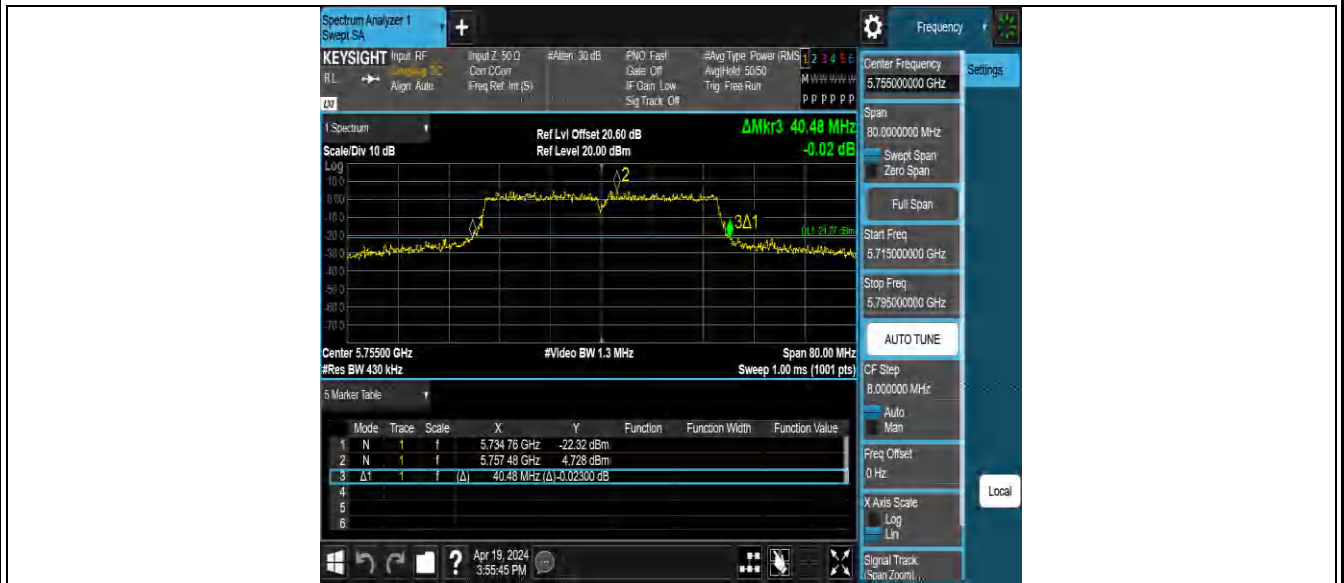 Spectrum Analyzer 1
Swept SA
+
Frequency
KEYSIGHT Input: RF
RL
Align: Auto
LXI
Input Z: 50 Ω
Corr CCorr
Freq Ref: Int (S)
#Atten: 30 dB
PNO: Fast
Gate: Off
IF Gain: Low
Sig Track: Off
#Avg Type: Power (RMS
Avg|Hold: 50/50
Trig: Free Run
1 2 3 4 5 6
M W W W W W
P P P P P P
1 Spectrum
Scale/Div 10 dB
Ref Lvl Offset 20.60 dB
Ref Level 20.00 dBm
ΔMkr3 40.48 MHz
-0.02 dB
Log
10.0
0.00
-10.0
-20.0
-30.0
-40.0
-50.0
-60.0
-70.0
2
3Δ1
DL1 -21.27 dBm
Center 5.75500 GHz
#Res BW 430 kHz
#Video BW 1.3 MHz
Span 80.00 MHz
Sweep 1.00 ms (1001 pts)
5 Marker Table
Mode Trace Scale X Y Function Function Width Function Value
1 N 1 f 5.734 76 GHz -22.32 dBm
2 N 1 f 5.757 48 GHz 4.728 dBm
3 Δ1 1 f (Δ) 40.48 MHz (Δ) -0.02300 dB
4
5
6
?
Apr 19, 2024
3:55:45 PM
Center Frequency
5.755000000 GHz
Settings
Span
80.0000000 MHz
Swept Span
Zero Span
Full Span
Start Freq
5.715000000 GHz
Stop Freq
5.795000000 GHz
AUTO TUNE
CF Step
8.000000 MHz
Auto
Man
Freq Offset
0 Hz
X Axis Scale
Log
Lin
Signal Track
(Span Zoom)
Local